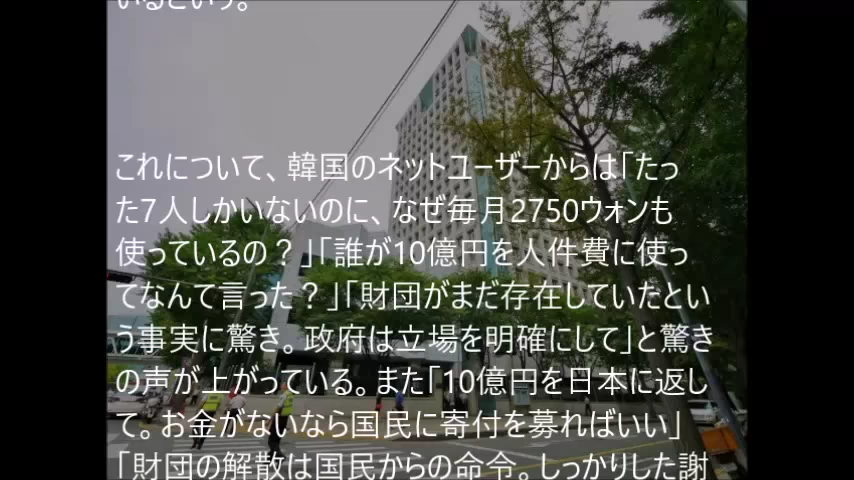 いるという。
これについて、韓国のネットユーザーからは「たっ
た7人しかいないのに、なぜ毎月2750ウォンも
使っているの？」「誰が10億円を人件費に使っ
てなんて言った？」「財団がまだ存在していたとい
う事実に驚き。政府は立場を明確にして」と驚き
の声が上がっている。また「10億円を日本に返し
て。お金がないなら国民に寄付を募ればいい」
「財団の解散は国民からの命令。しっかりした謝